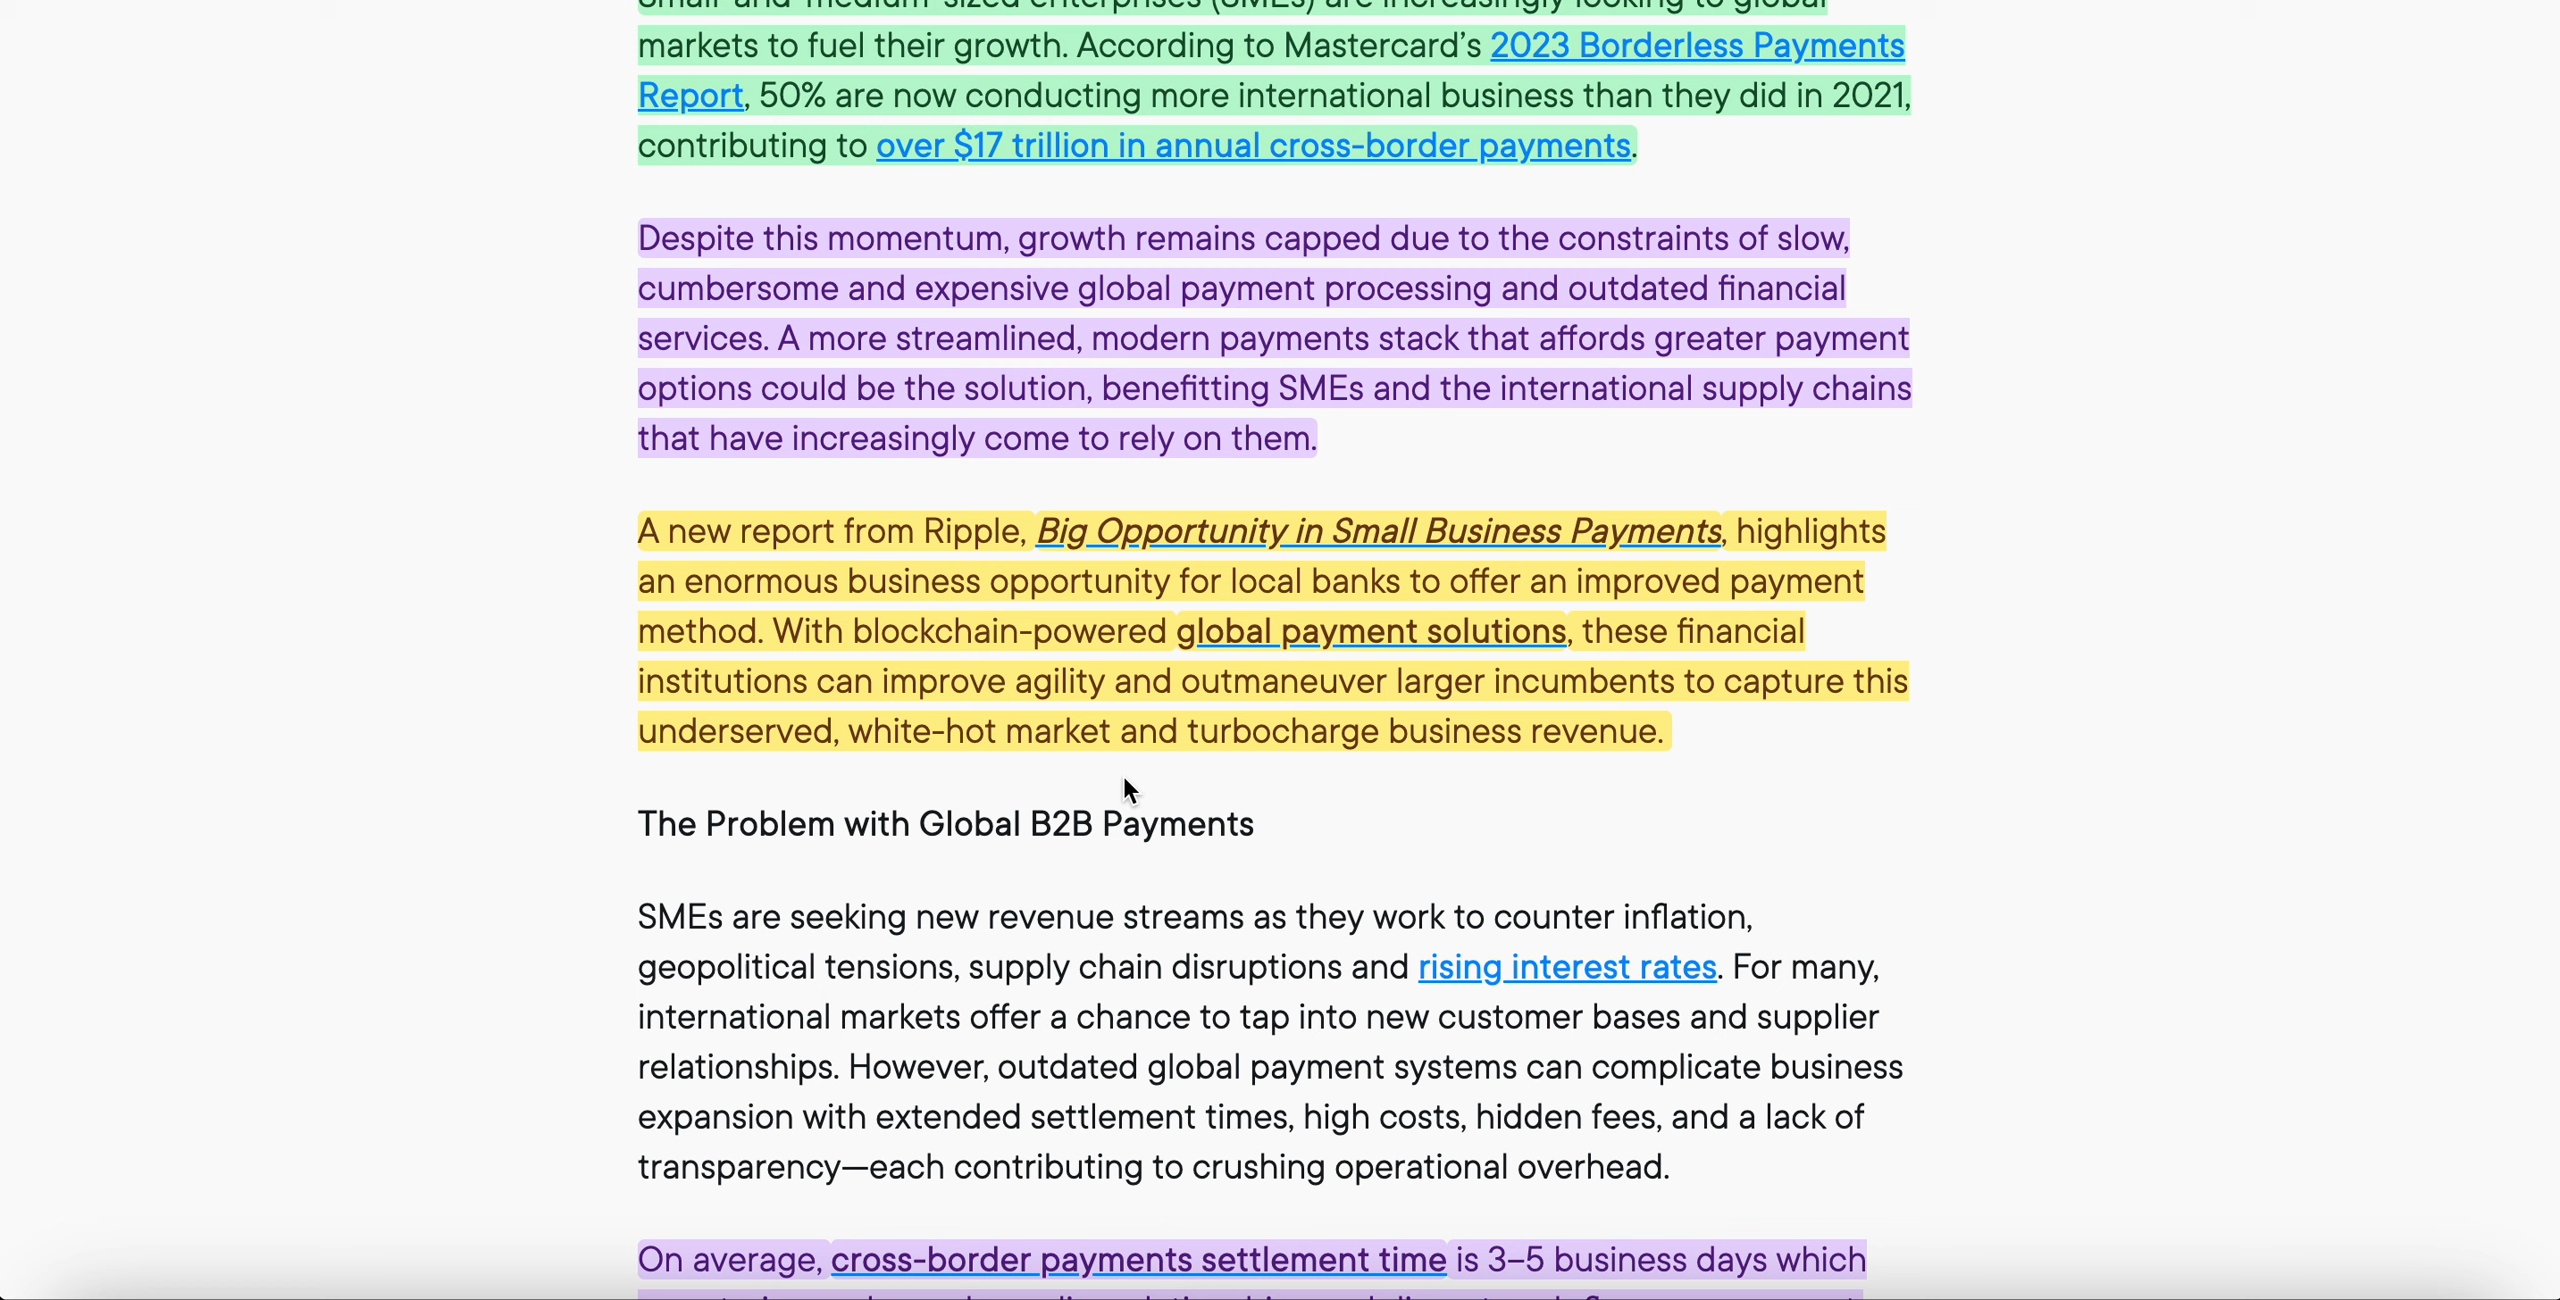 Small- and medium-sized enterprises (SMEs) are increasingly looking to global
markets to fuel their growth. According to Mastercard’s 2023 Borderless Payments
Report, 50% are now conducting more international business than they did in 2021,
contributing to over $17 trillion in annual cross-border payments.
Despite this momentum, growth remains capped due to the constraints of slow,
cumbersome and expensive global payment processing and outdated financial
services. A more streamlined, modern payments stack that affords greater payment
options could be the solution, benefitting SMEs and the international supply chains
that have increasingly come to rely on them.
A new report from Ripple, Big Opportunity in Small Business Payments, highlights
an enormous business opportunity for local banks to offer an improved payment
method. With blockchain-powered global payment solutions, these financial
institutions can improve agility and outmaneuver larger incumbents to capture this
underserved, white-hot market and turbocharge business revenue.
The Problem with Global B2B Payments
SMEs are seeking new revenue streams as they work to counter inflation,
geopolitical tensions, supply chain disruptions and rising interest rates. For many,
international markets offer a chance to tap into new customer bases and supplier
relationships. However, outdated global payment systems can complicate business
expansion with extended settlement times, high costs, hidden fees, and a lack of
transparency—each contributing to crushing operational overhead.
On average, cross-border payments settlement time is 3–5 business days which